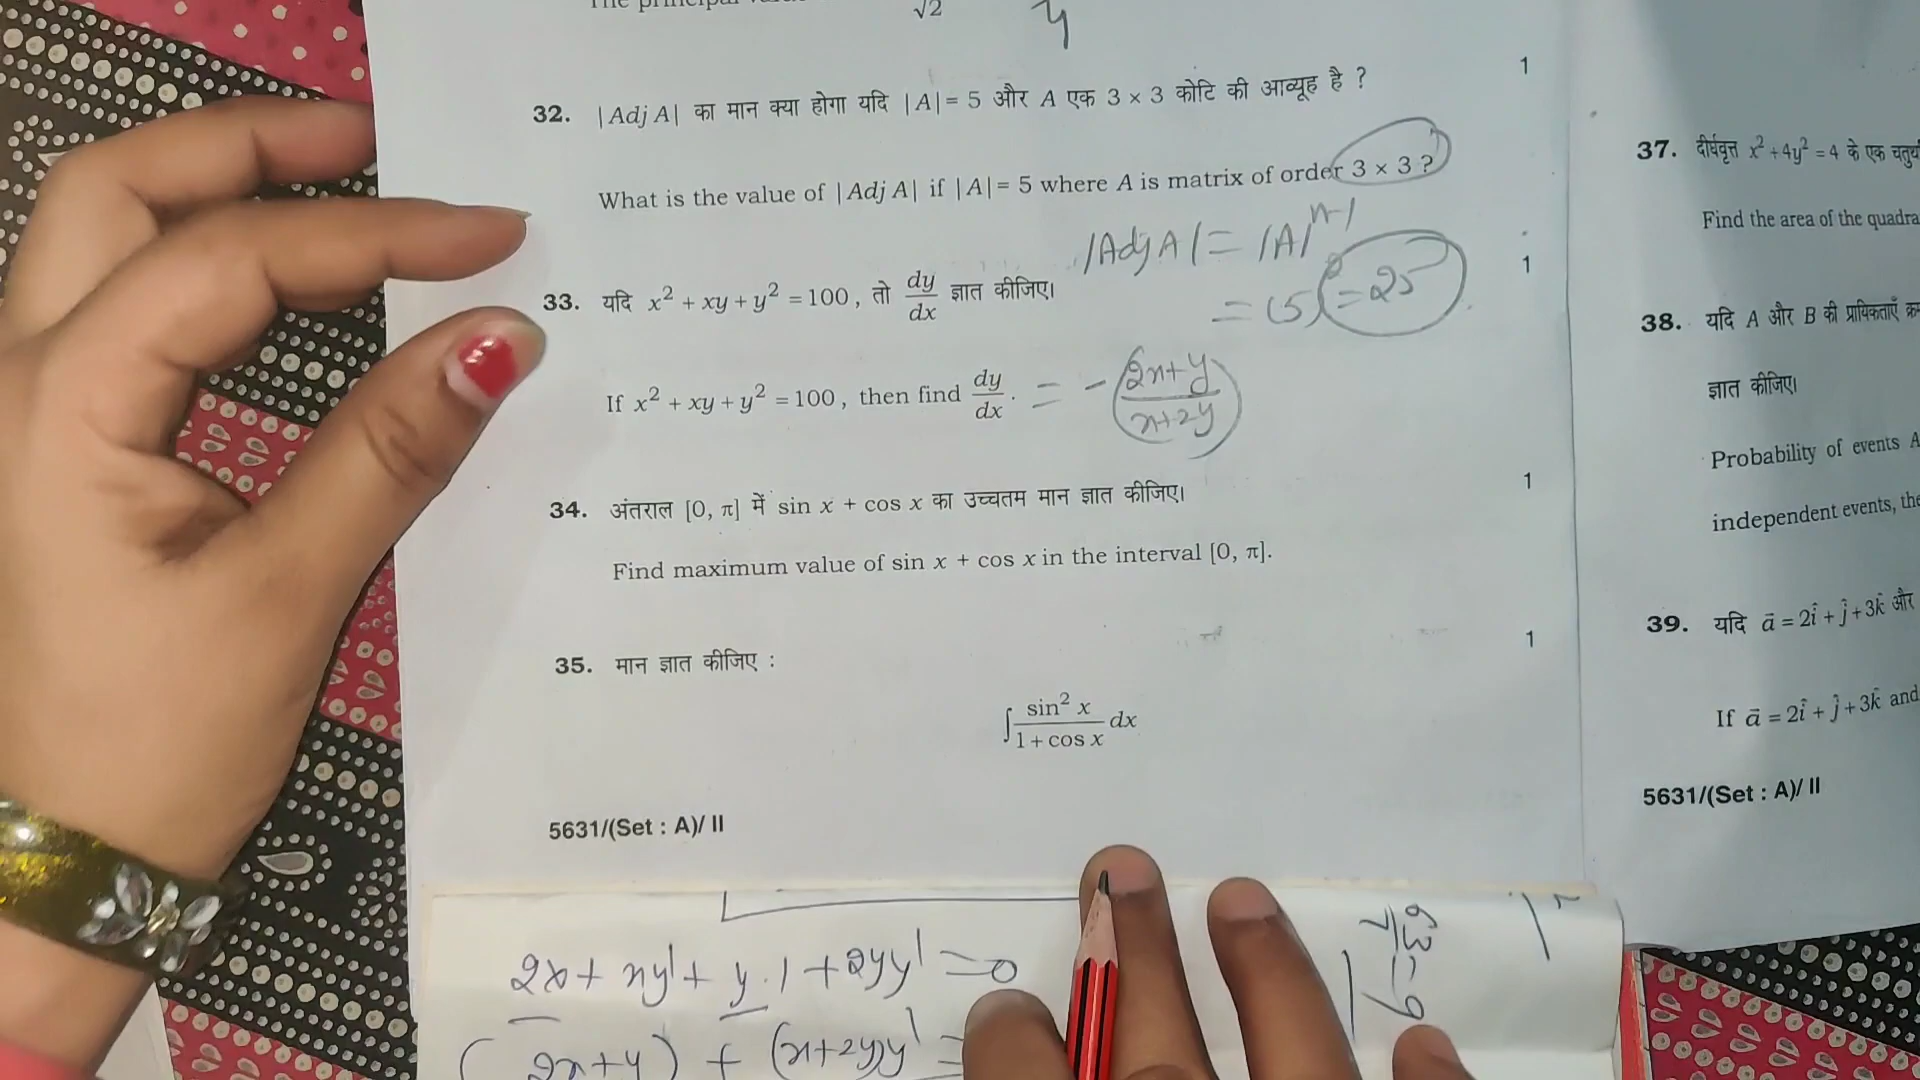 √2
32. |Adj A| का मान क्या होगा यदि |A| = 5 और A एक 3 × 3 कोटि की आव्यूह है ? 1
What is the value of |Adj A| if |A| = 5 where A is matrix of order 3 × 3 ?
|Adj A| = |A|ⁿ⁻¹
= (5)² = 25
33. यदि x² + xy + y² = 100, तो dy/dx ज्ञात कीजिए। 1
If x² + xy + y² = 100, then find dy/dx. = -(2x+y/x+2y)
34. अंतराल [0, π] में sin x + cos x का उच्चतम मान ज्ञात कीजिए। 1
Find maximum value of sin x + cos x in the interval [0, π].
35. मान ज्ञात कीजिए : 1
∫ sin² x / 1 + cos x dx
5631/(Set : A)/ II
2x + xy' + y.1 + 2yy' = 0
(2x+y) + (x+2y)y' =
63/7 = 9
37. दीर्घवृत्त x² + 4y² = 4 के एक
Find the area of the
38. यदि A और B की प्रायिकताएँ
ज्ञात कीजिए।
Probability of events A
independent events,
39. यदि a⃗ = 2î + ĵ + 3k̂ और
If a⃗ = 2î + ĵ + 3k̂ and
5631/(Set : A)/ II